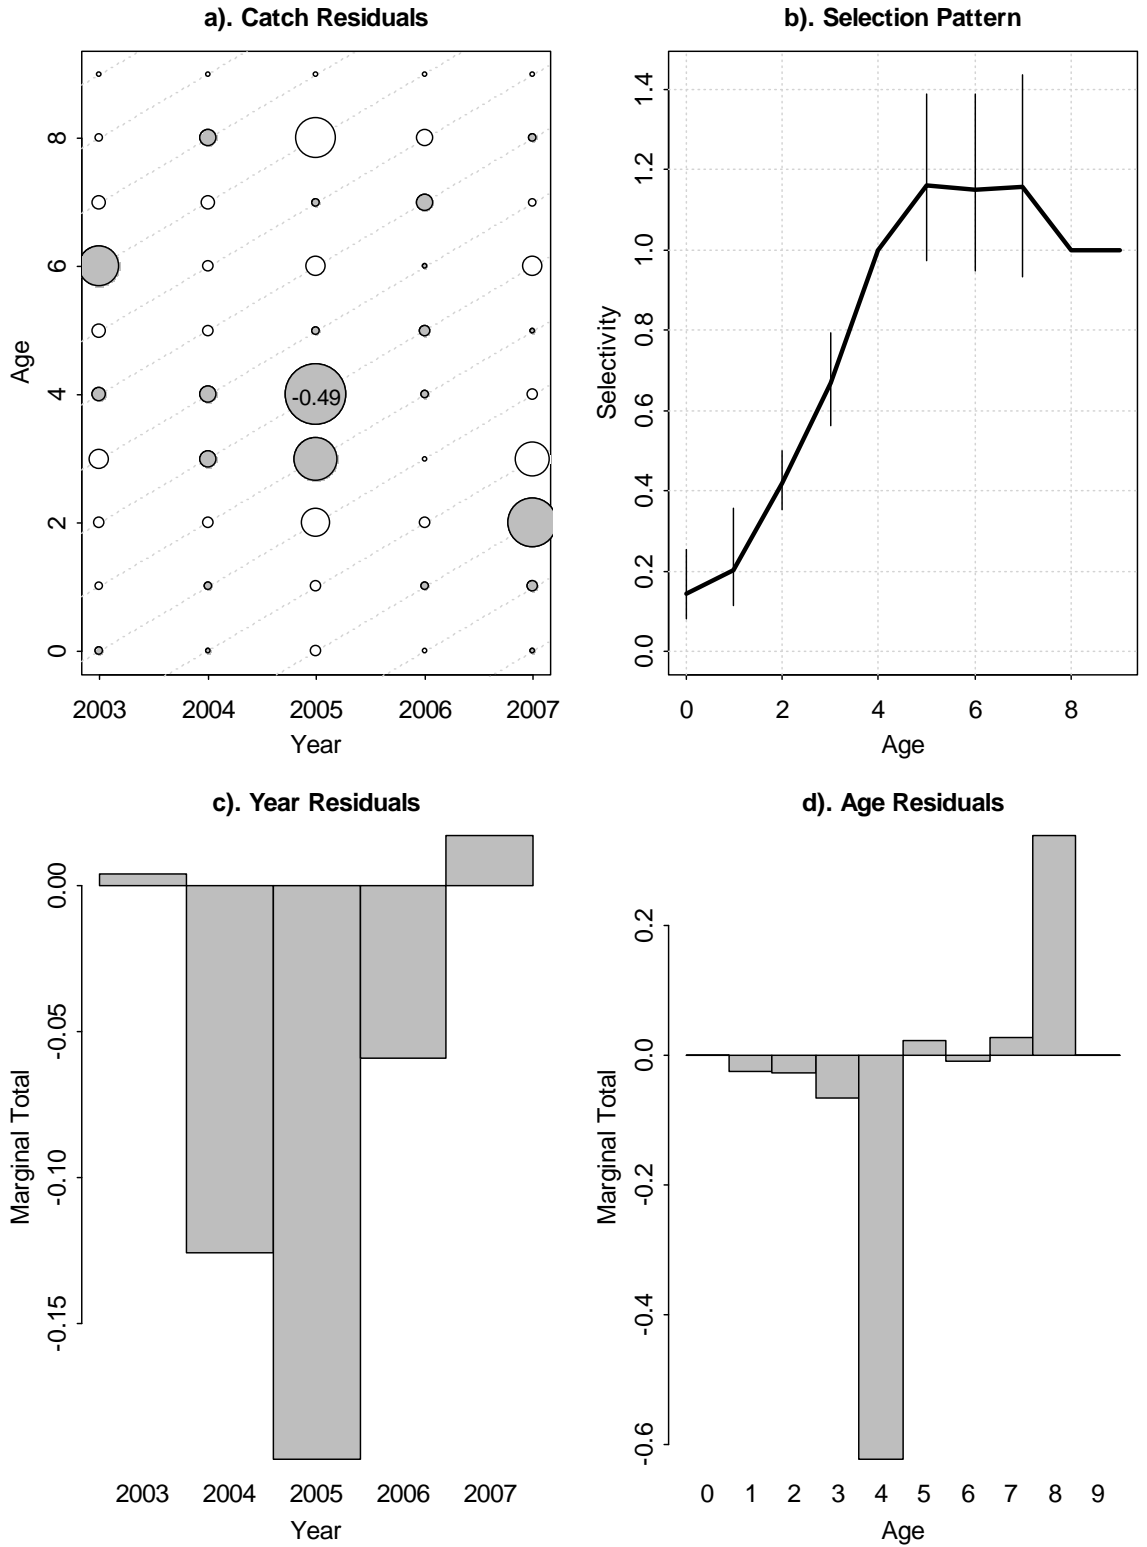 a). Catch Residuals
Age
8
6
4
2
0
-0.49
2003 2004 2005 2006 2007
Year
b). Selection Pattern
Selectivity
1.4
1.2
1.0
0.8
0.6
0.4
0.2
0.0
0 2 4 6 8
Age
c). Year Residuals
Marginal Total
0.00
-0.05
-0.10
-0.15
2003 2004 2005 2006 2007
Year
d). Age Residuals
Marginal Total
0.2
0.0
-0.2
-0.4
-0.6
0 1 2 3 4 5 6 7 8 9
Age